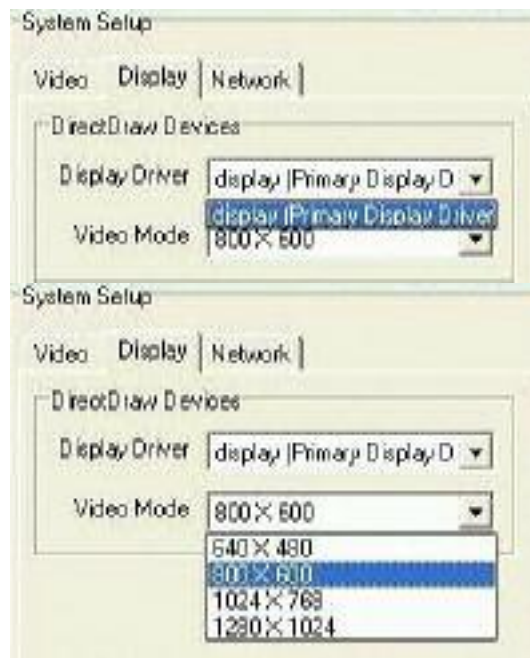 System Setup
Video Display Network
DirectDraw Devices
Display Driver display (Primary Display D
display (Primary Display Driver
Video Mode 800 × 600
System Setup
Video Display Network
DirectDraw Devices
Display Driver display (Primary Display D
Video Mode 800 × 600
640 × 480
800 × 600
1024 × 768
1280 × 1024